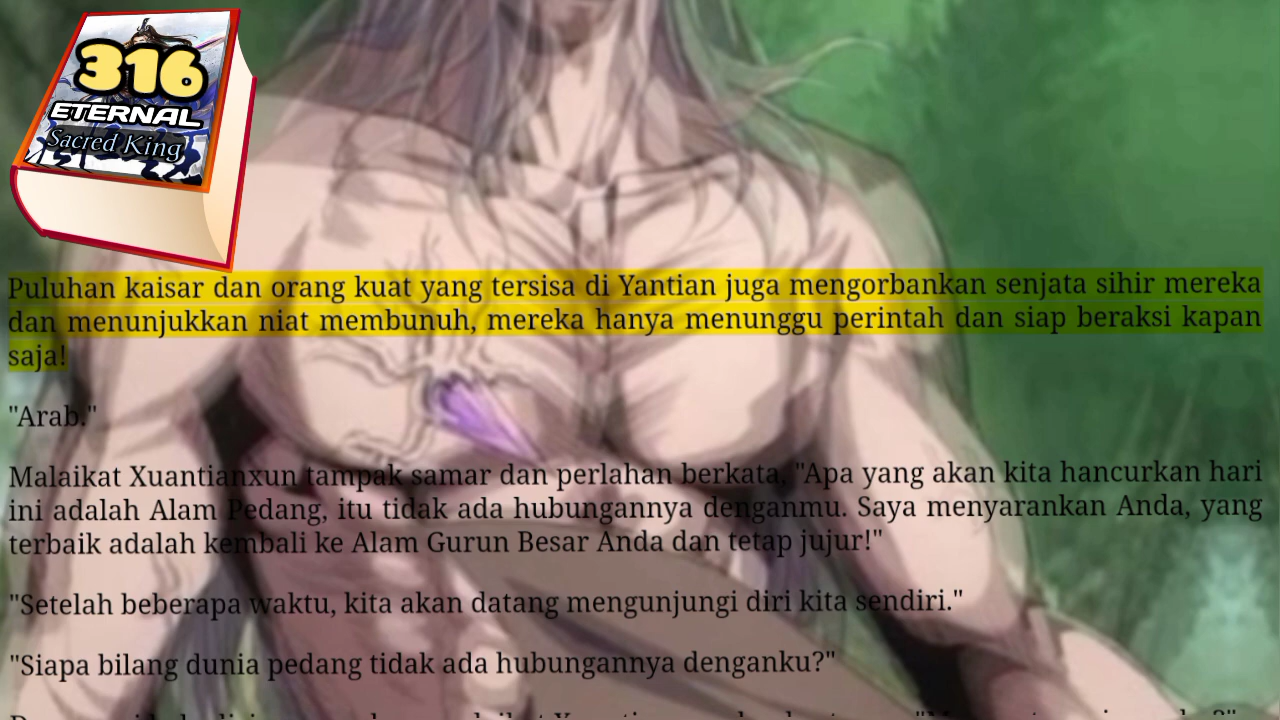 316
ETERNAL
Sacred King
Puluhan kaisar dan orang kuat yang tersisa di Yantian juga mengorbankan senjata sihir mereka
dan menunjukkan niat membunuh, mereka hanya menunggu perintah dan siap beraksi kapan
saja!
"Arab."
Malaikat Xuantianxun tampak samar dan perlahan berkata, "Apa yang akan kita hancurkan hari
ini adalah Alam Pedang, itu tidak ada hubungannya denganmu. Saya menyarankan Anda, yang
terbaik adalah kembali ke Alam Gurun Besar Anda dan tetap jujur!"
"Setelah beberapa waktu, kita akan datang mengunjungi diri kita sendiri."
"Siapa bilang dunia pedang tidak ada hubungannya denganku?"